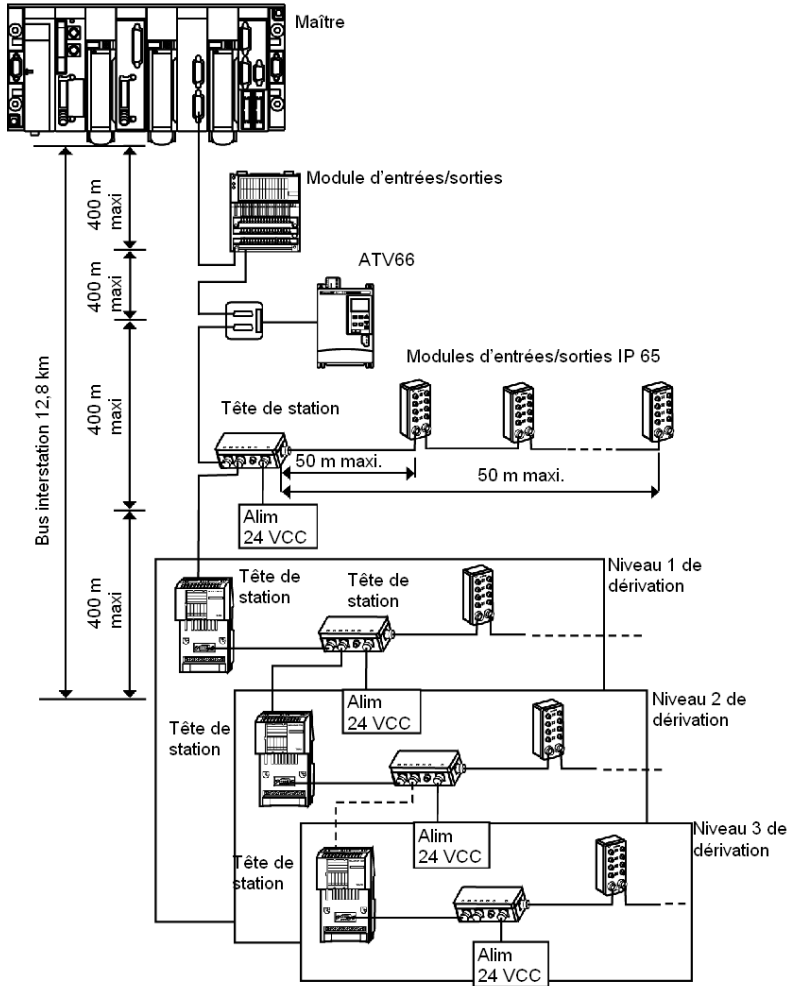 Maître
Module d'entrées/sorties
400 m
maxi
ATV66
400 m
maxi
Modules d'entrées/sorties IP 65
400 m
maxi
Tête de station
50 m maxi.
50 m maxi.
Bus interstation 12,8 km
Alim
24 VCC
400 m
maxi
Niveau 1 de
dérivation
Tête de
station
Tête de
station
Alim
24 VCC
Niveau 2 de
dérivation
Tête de
station
Alim
24 VCC
Niveau 3 de
dérivation
Tête de
station
Alim
24 VCC